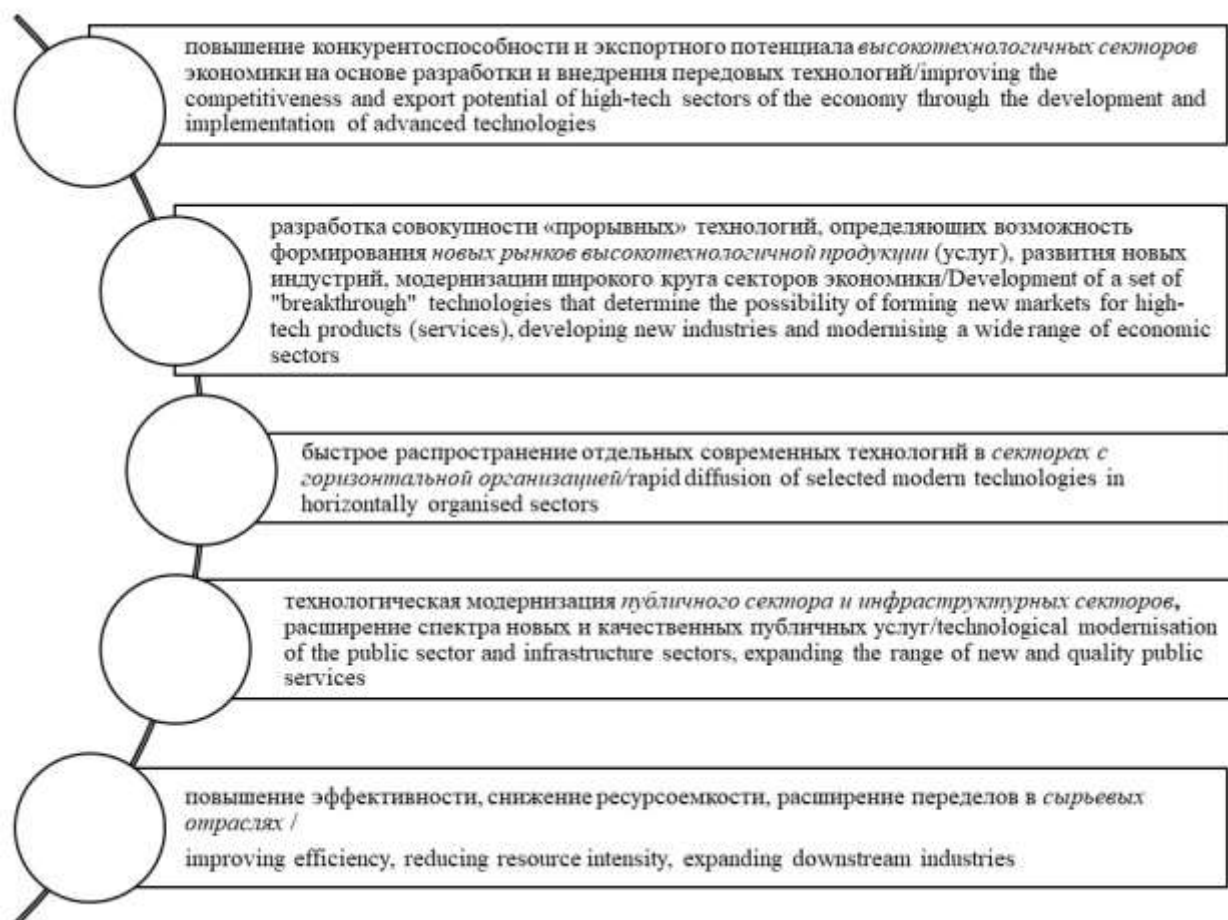 повышение конкурентоспособности и экспортного потенциала высокотехнологичных секторов
экономики на основе разработки и внедрения передовых технологий/improving the
competitiveness and export potential of high-tech sectors of the economy through the development and
implementation of advanced technologies
разработка совокупности «прорывных» технологий, определяющих возможность
формирования новых рынков высокотехнологичной продукции (услуг), развития новых
индустрий, модернизации широкого круга секторов экономики/Development of a set of
"breakthrough" technologies that determine the possibility of forming new markets for high-
tech products (services), developing new industries and modernising a wide range of economic
sectors
быстрое распространение отдельных современных технологий в секторах с
горизонтальной организацией/rapid diffusion of selected modern technologies in
horizontally organised sectors
технологическая модернизация публичного сектора и инфраструктурных секторов,
расширение спектра новых и качественных публичных услуг/technological modernisation
of the public sector and infrastructure sectors, expanding the range of new and quality public
services
повышение эффективности, снижение ресурсоемкости, расширение переделов в сырьевых
отраслях /
improving efficiency, reducing resource intensity, expanding downstream industries